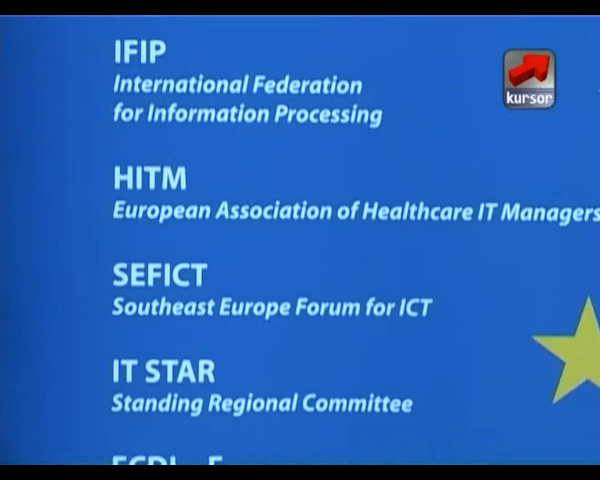 IFIP
International Federation
for Information Processing
kursor
HITM
European Association of Healthcare IT Managers
SEFICT
Southeast Europe Forum for ICT
IT STAR
Standing Regional Committee